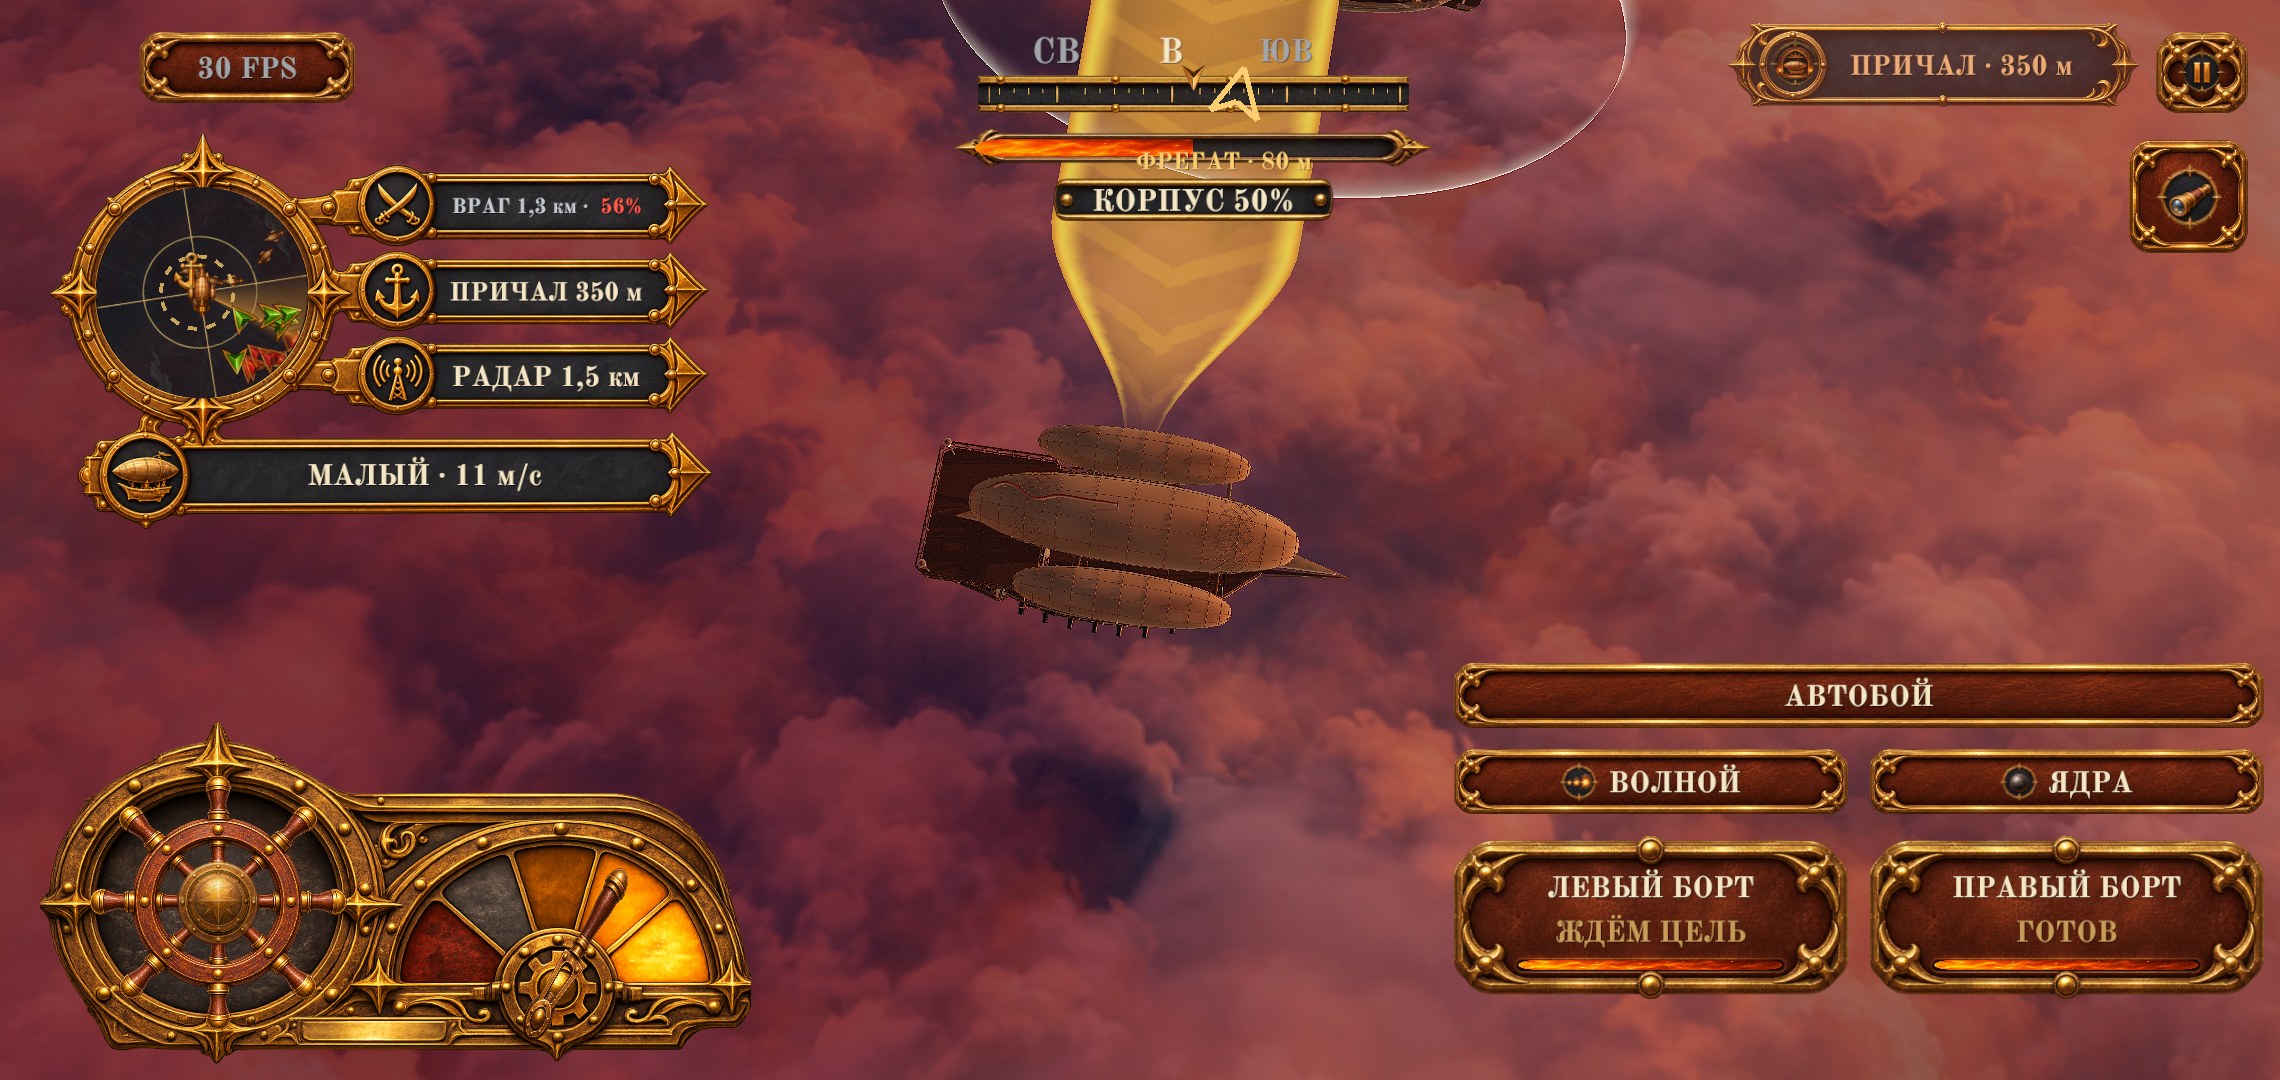 30 FPS
СВ В ЮВ
ПРИЧАЛ · 350 м
ФРЕГАТ · 80 м
КОРПУС 50%
ВРАГ 1,3 км · 56%
ПРИЧАЛ 350 м
РАДАР 1,5 км
МАЛЫЙ · 11 м/с
АВТОБОЙ
ВОЛНОЙ
ЯДРА
ЛЕВЫЙ БОРТ
ЖДЁМ ЦЕЛЬ
ПРАВЫЙ БОРТ
ГОТОВ